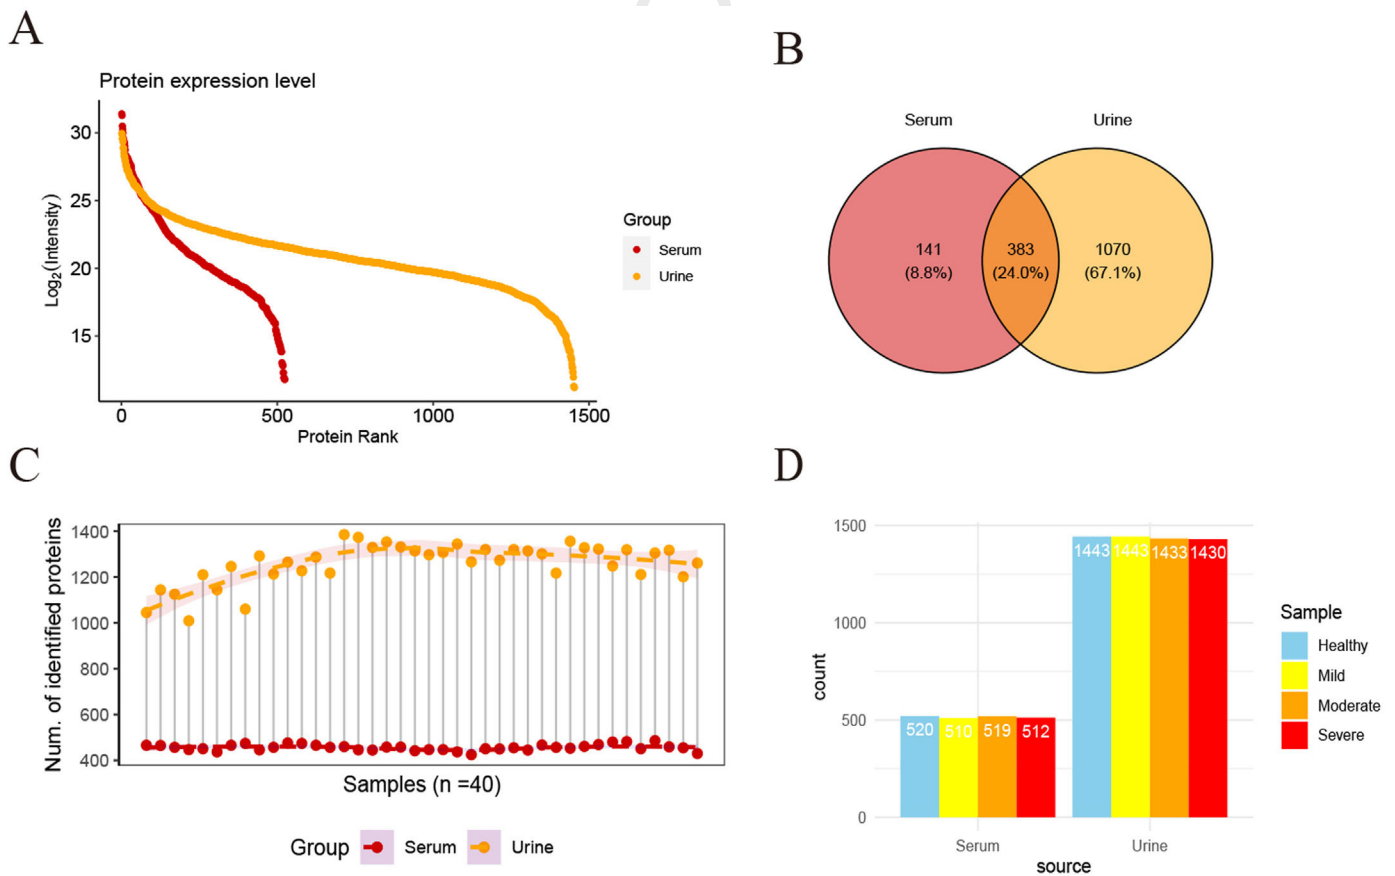 A
Protein expression level
30
25
20
15
Log2(Intensity)
0
500
1000
1500
Protein Rank
Group
Serum
Urine
B
Serum
Urine
141
(8.8%)
383
(24.0%)
1070
(67.1%)
C
1400
1200
1000
800
600
400
Num. of identified proteins
Samples (n =40)
Group
Serum
Urine
D
1500
1000
500
0
count
520
510
519
512
1443
1443
1433
1430
Serum
Urine
source
Sample
Healthy
Mild
Moderate
Severe